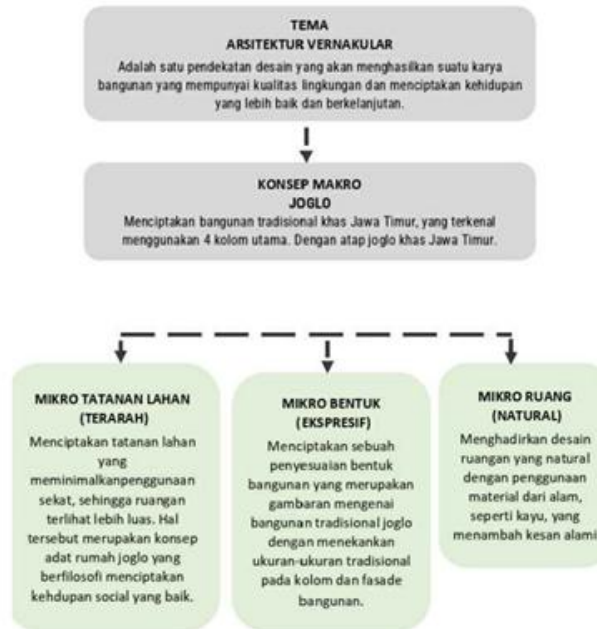 TEMA
ARSITEKTUR VERNAKULAR
Adalah satu pendekatan desain yang akan menghasilkan suatu karya
bangunan yang mempunyai kualitas lingkungan dan menciptakan kehidupan
yang lebih baik dan berkelanjutan.
KONSEP MAKRO
JOGLO
Menciptakan bangunan tradisional khas Jawa Timur, yang terkenal
menggunakan 4 kolom utama. Dengan atap joglo khas Jawa Timur.
MIKRO TATANAN LAHAN
(TERARAH)
Menciptakan tatanan lahan
yang
meminimalkanpenggunaan
sekat, sehingga ruangan
terlihat lebih luas. Hal
tersebut merupakan konsep
adat rumah joglo yang
berfilosofi menciptakan
kehdupan social yang baik.
MIKRO BENTUK
(EKSPRESIF)
Menciptakan sebuah
penyesuaian bentuk
bangunan yang merupakan
gambaran mengenai
bangunan tradisional joglo
dengan menekankan
ukuran-ukuran tradisional
pada kolom dan fasade
bangunan.
MIKRO RUANG
(NATURAL)
Menghadirkan desain
ruangan yang natural
dengan penggunaan
material dari alam,
seperti kayu, yang
menambah kesan alami